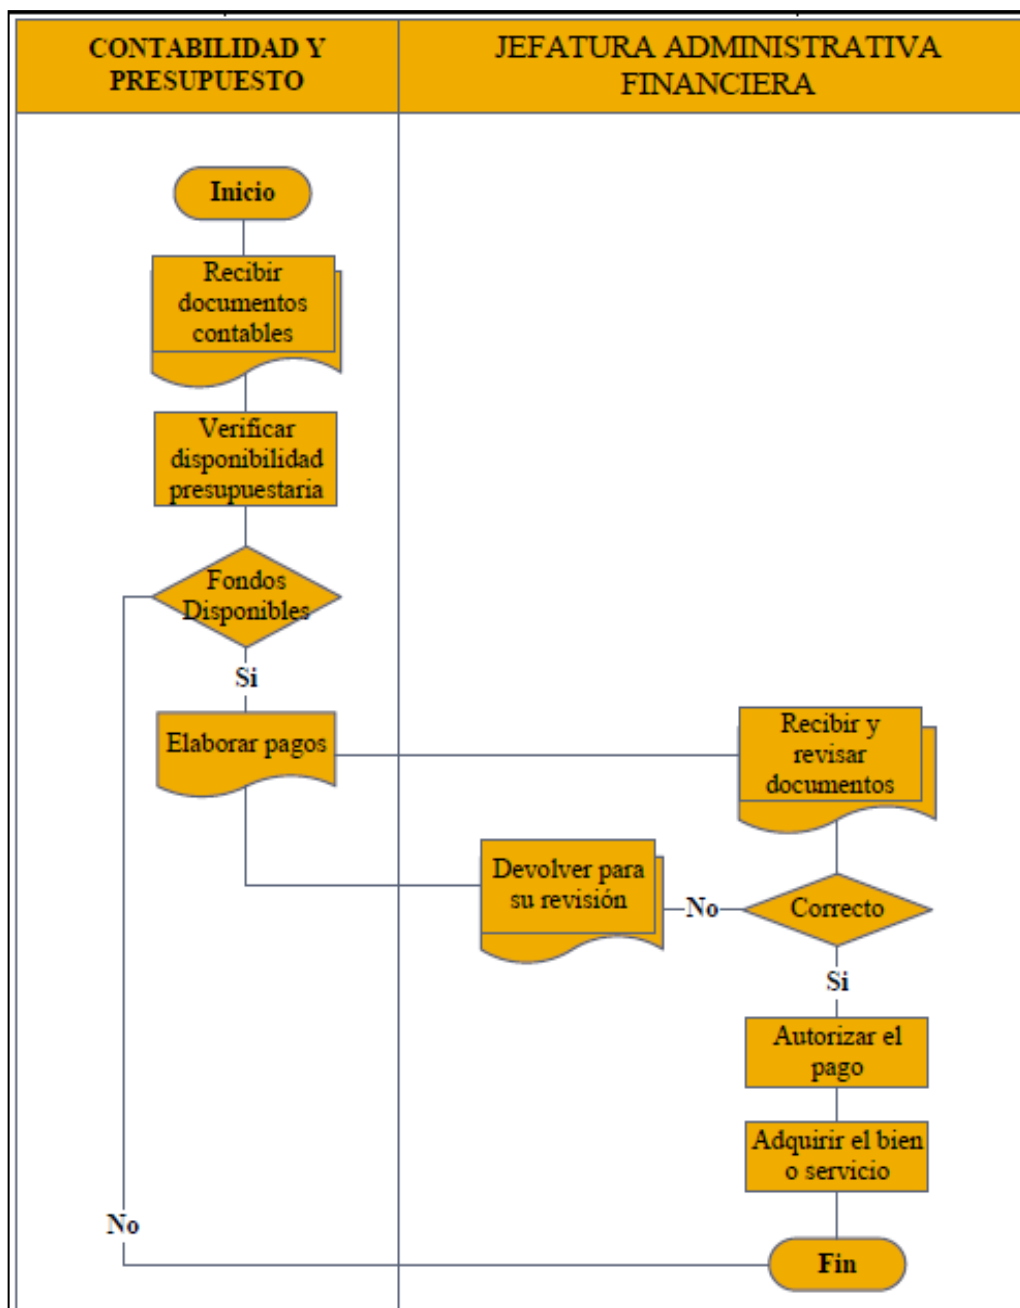 CONTABILIDAD Y
PRESUPUESTO
JEFATURA ADMINISTRATIVA
FINANCIERA
Inicio
Recibir
documentos
contables
Verificar
disponibilidad
presupuestaria
Fondos
Disponibles
Si
Elaborar pagos
Recibir y
revisar
documentos
Devolver para
su revisión
No
Correcto
Si
Autorizar el
pago
Adquirir el bien
o servicio
No
Fin